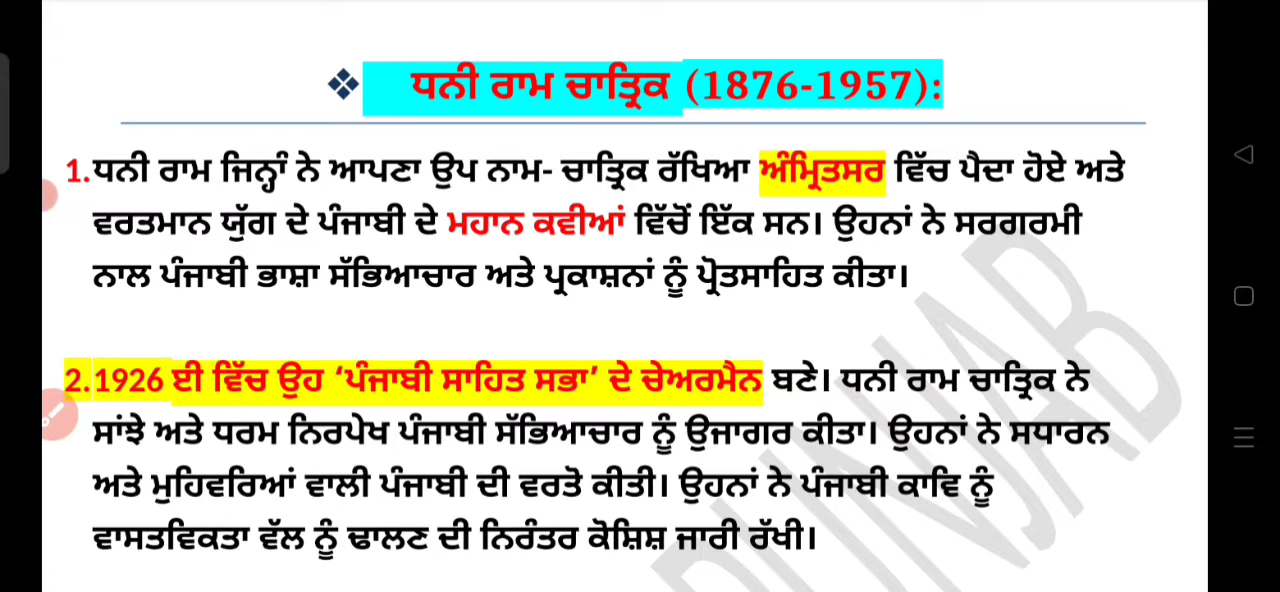 ❖ ਧਨੀ ਰਾਮ ਚਾਤ੍ਰਿਕ (1876-1957):
1.ਧਨੀ ਰਾਮ ਜਿਨ੍ਹਾਂ ਨੇ ਆਪਣਾ ਉਪ ਨਾਮ- ਚਾਤ੍ਰਿਕ ਰੱਖਿਆ ਅੰਮ੍ਰਿਤਸਰ ਵਿੱਚ ਪੈਦਾ ਹੋਏ ਅਤੇ
ਵਰਤਮਾਨ ਯੁੱਗ ਦੇ ਪੰਜਾਬੀ ਦੇ ਮਹਾਨ ਕਵੀਆਂ ਵਿੱਚੋਂ ਇੱਕ ਸਨ। ਉਹਨਾਂ ਨੇ ਸਰਗਰਮੀ
ਨਾਲ ਪੰਜਾਬੀ ਭਾਸ਼ਾ ਸੱਭਿਆਚਾਰ ਅਤੇ ਪ੍ਰਕਾਸ਼ਨਾਂ ਨੂੰ ਪ੍ਰੋਤਸਾਹਿਤ ਕੀਤਾ।
2.1926 ਈ ਵਿੱਚ ਉਹ ‘ਪੰਜਾਬੀ ਸਾਹਿਤ ਸਭਾ’ ਦੇ ਚੇਅਰਮੈਨ ਬਣੇ। ਧਨੀ ਰਾਮ ਚਾਤ੍ਰਿਕ ਨੇ
ਸਾਂਝੇ ਅਤੇ ਧਰਮ ਨਿਰਪੇਖ ਪੰਜਾਬੀ ਸੱਭਿਆਚਾਰ ਨੂੰ ਉਜਾਗਰ ਕੀਤਾ। ਉਹਨਾਂ ਨੇ ਸਧਾਰਨ
ਅਤੇ ਮੁਹਿਵਰਿਆਂ ਵਾਲੀ ਪੰਜਾਬੀ ਦੀ ਵਰਤੋ ਕੀਤੀ। ਉਹਨਾਂ ਨੇ ਪੰਜਾਬੀ ਕਾਵਿ ਨੂੰ
ਵਾਸਤਵਿਕਤਾ ਵੱਲ ਨੂੰ ਢਾਲਣ ਦੀ ਨਿਰੰਤਰ ਕੋਸ਼ਿਸ਼ ਜਾਰੀ ਰੱਖੀ।
PUNJAB